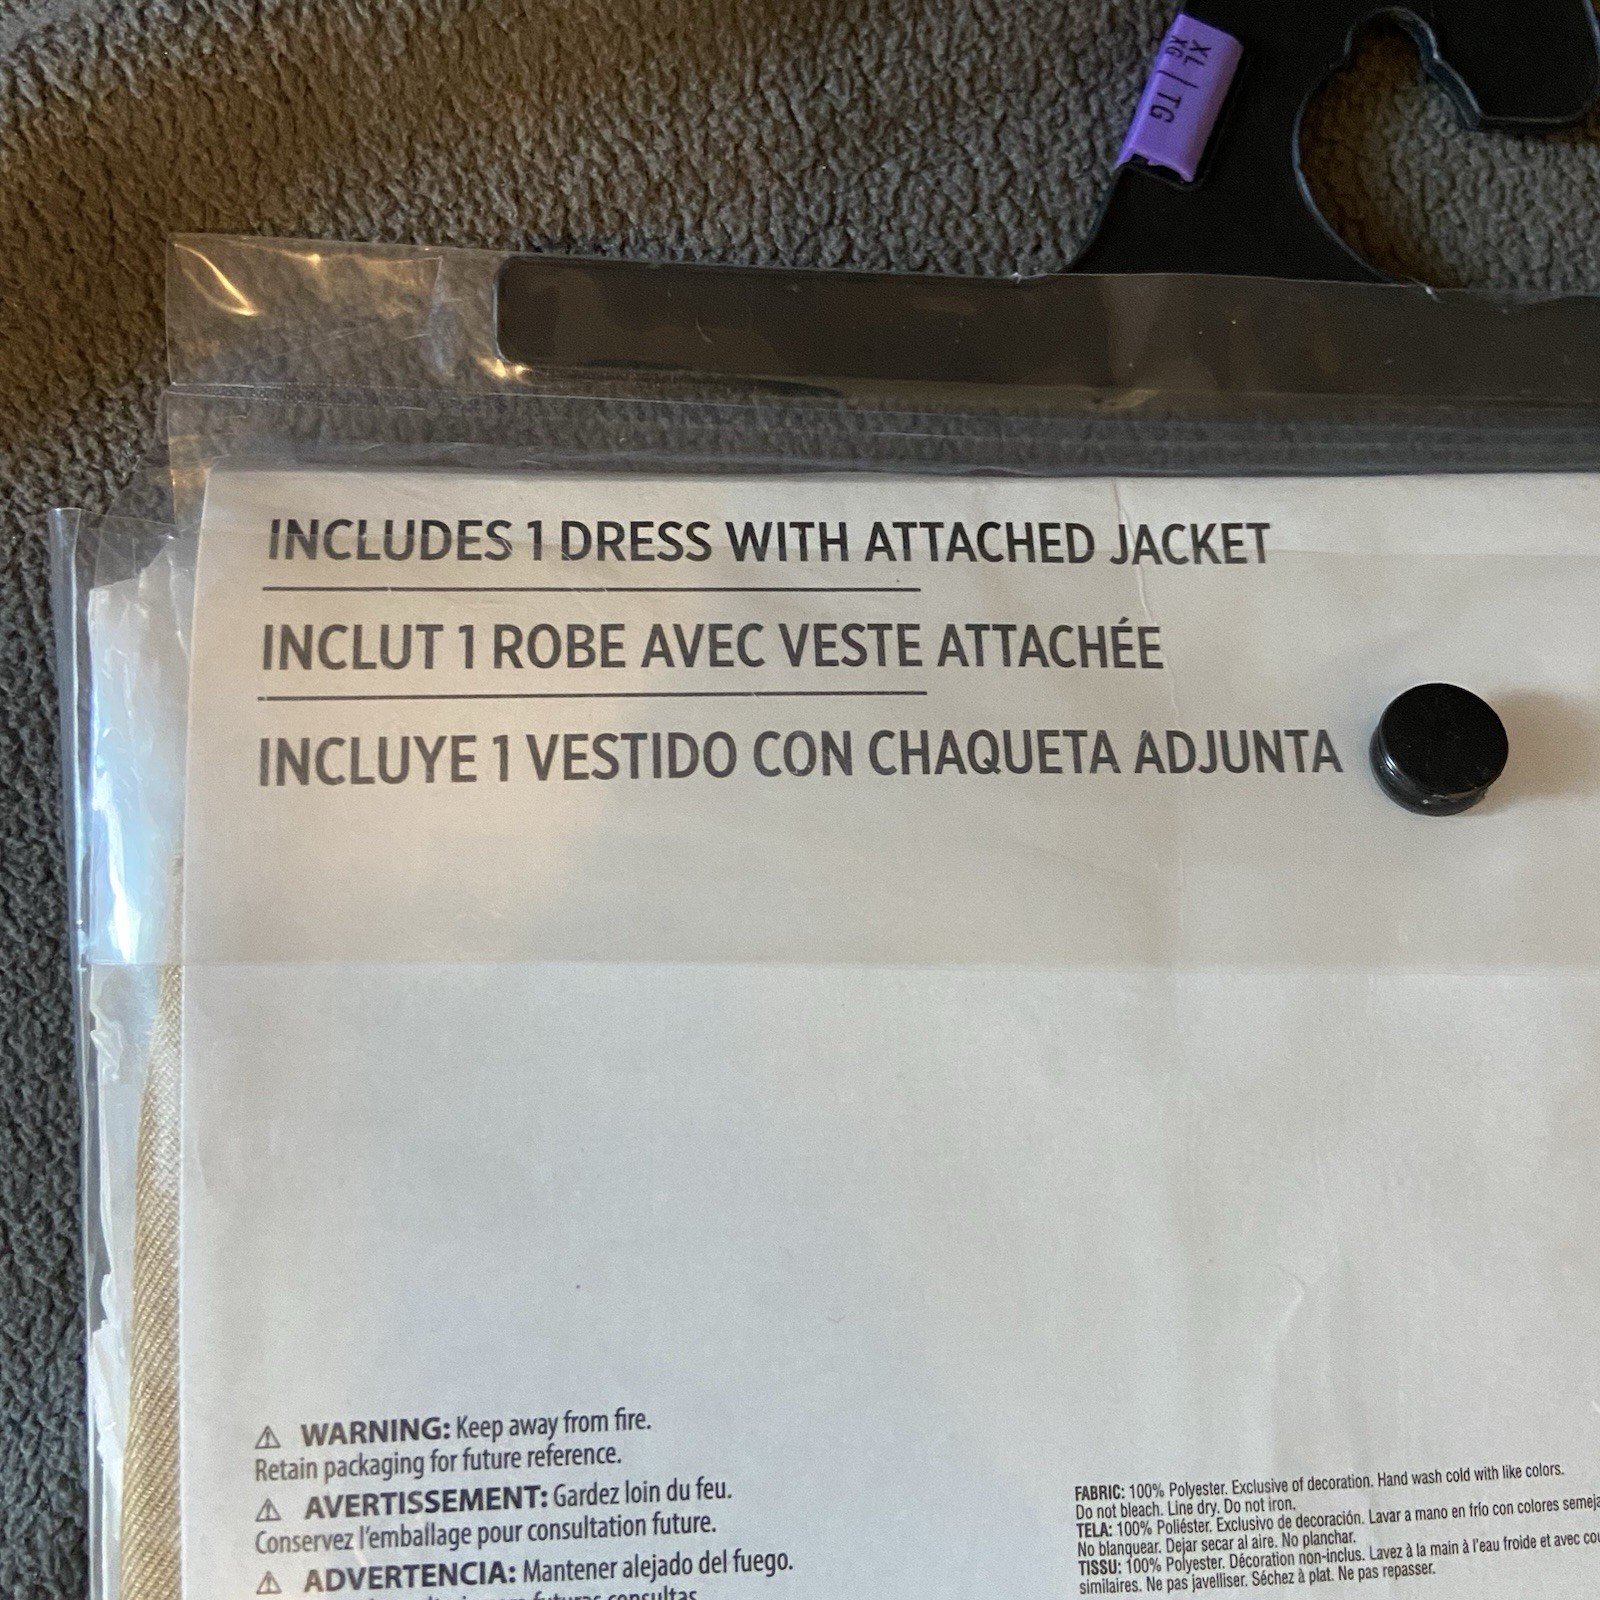 XL | TG
XG
INCLUDES 1 DRESS WITH ATTACHED JACKET
INCLUT 1 ROBE AVEC VESTE ATTACHÉE
INCLUYE 1 VESTIDO CON CHAQUETA ADJUNTA
⚠ WARNING: Keep away from fire.
Retain packaging for future reference.
⚠ AVERTISSEMENT: Gardez loin du feu.
Conservez l'emballage pour consultation future.
⚠ ADVERTENCIA: Mantener alejado del fuego.
futuras consultas
FABRIC: 100% Polyester. Exclusive of decoration. Hand wash cold with like colors.
Do not bleach. Line dry. Do not iron.
TELA: 100% Poliéster. Exclusivo de decoración. Lavar a mano en frío con colores
No blanquear. Dejar secar al aire. No planchar.
TISSU: 100% Polyester. Décoration non-inclus. Lavez à la main à l'eau froide et avec
similaires. Ne pas javelliser. Séchez à plat. Ne pas repasser.